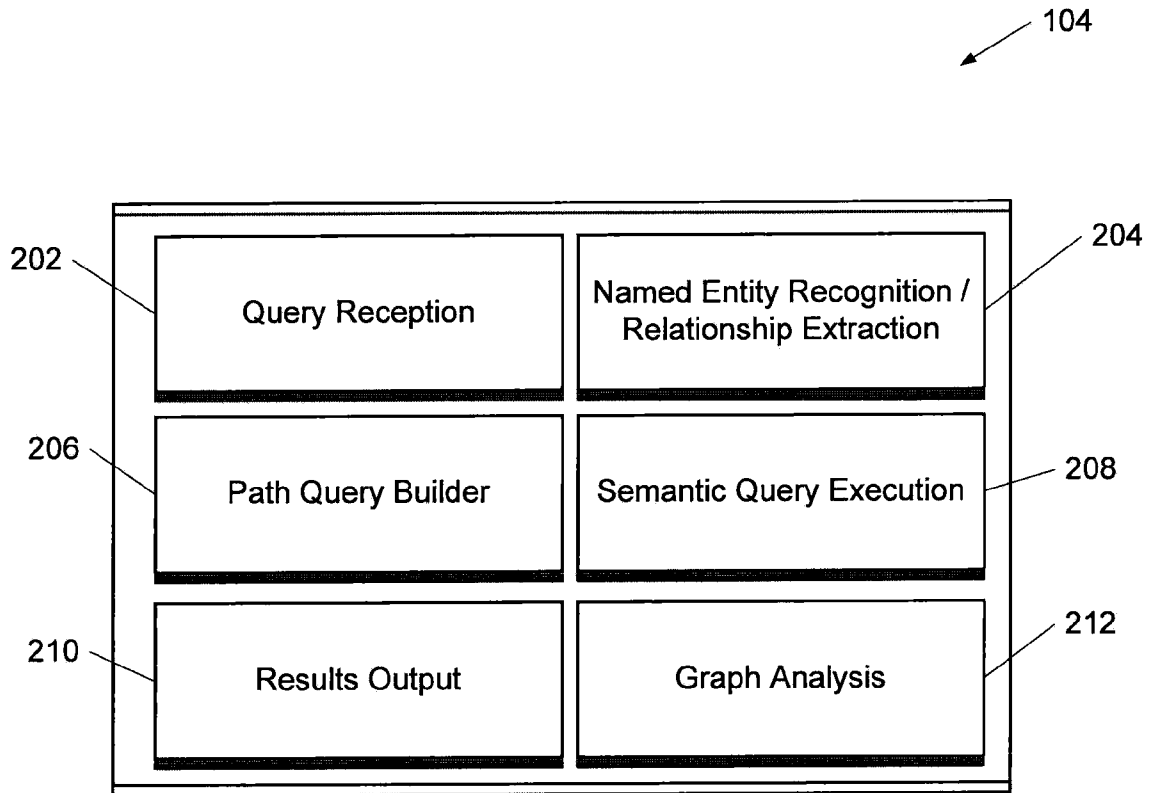 104
202
Query Reception
Named Entity Recognition /
Relationship Extraction
204
206
Path Query Builder
Semantic Query Execution
208
210
Results Output
Graph Analysis
212